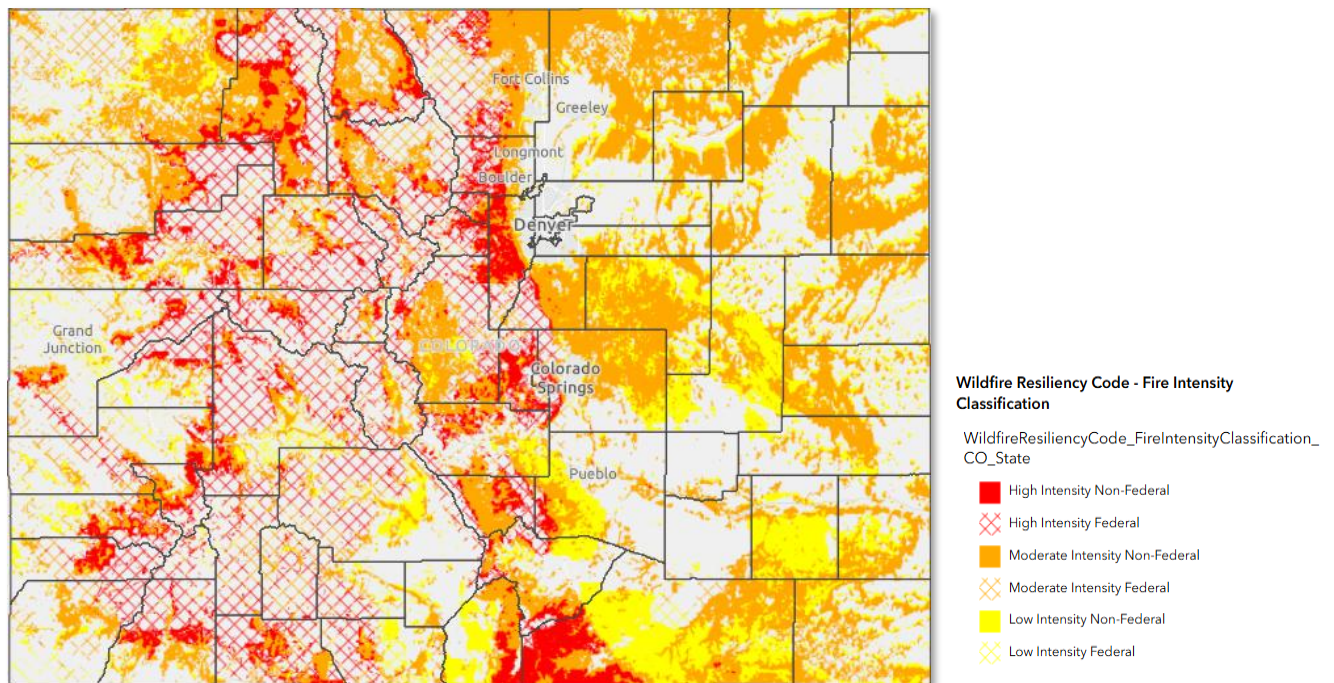 Fort Collins
Greeley
Longmont
Boulder
Denver
Grand
Junction
COLORADO
Colorado
Springs
Pueblo
Wildfire Resiliency Code - Fire Intensity
Classification
WildfireResiliencyCode_FireIntensityClassification_
CO_State
High Intensity Non-Federal
High Intensity Federal
Moderate Intensity Non-Federal
Moderate Intensity Federal
Low Intensity Non-Federal
Low Intensity Federal